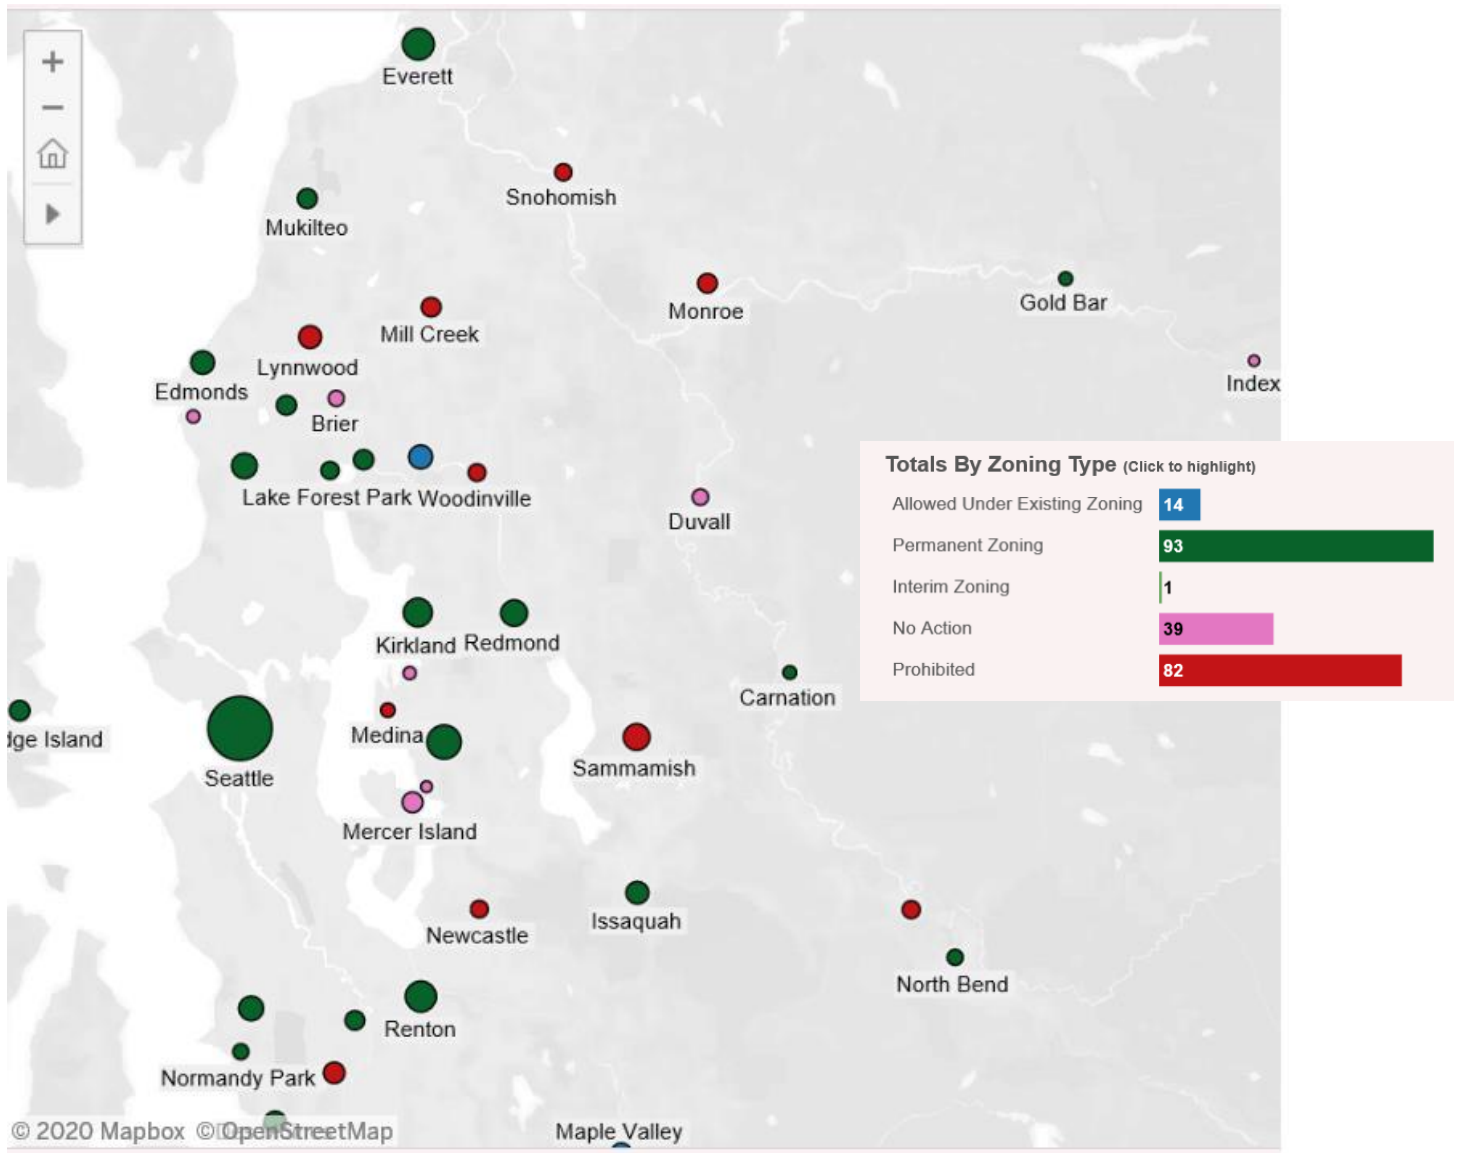 Everett
Snohomish
Mukilteo
Monroe
Gold Bar
Mill Creek
Lynnwood
Index
Edmonds
Brier
Totals By Zoning Type (Click to highlight)
Allowed Under Existing Zoning 14
Permanent Zoning 93
Interim Zoning 1
No Action 39
Prohibited 82
Lake Forest Park Woodinville
Duvall
Kirkland Redmond
Carnation
Medina
dge Island
Seattle
Sammamish
Mercer Island
Issaquah
Newcastle
North Bend
Renton
Normandy Park
Maple Valley
© 2020 Mapbox © OpenStreetMap